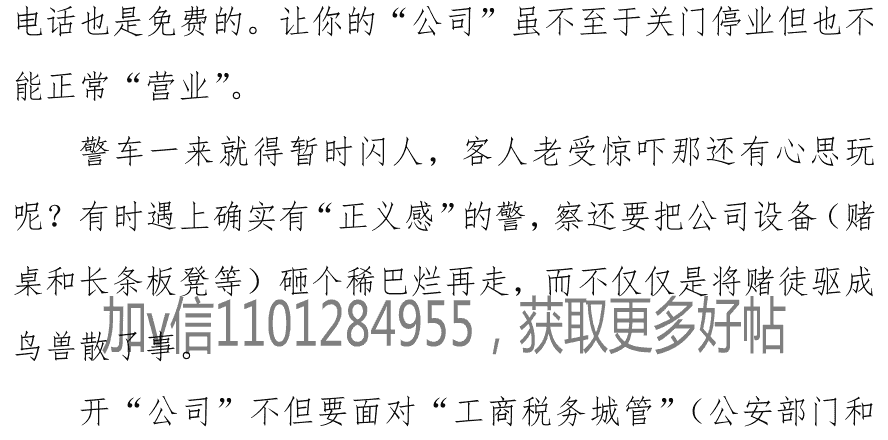 电话也是免费的。让你的“公司”虽不至于关门停业但也不
能正常“营业”。
警车一来就得暂时闪人，客人老受惊吓那还有心思玩
呢？有时遇上确实有“正义感”的警，察还要把公司设备（赌
桌和长条板凳等）砸个稀巴烂再走，而不仅仅是将赌徒驱成
加v信1101284955，获取更多好帖
鸟兽散了事。
开“公司”不但要面对“工商税务城管”（公安部门和